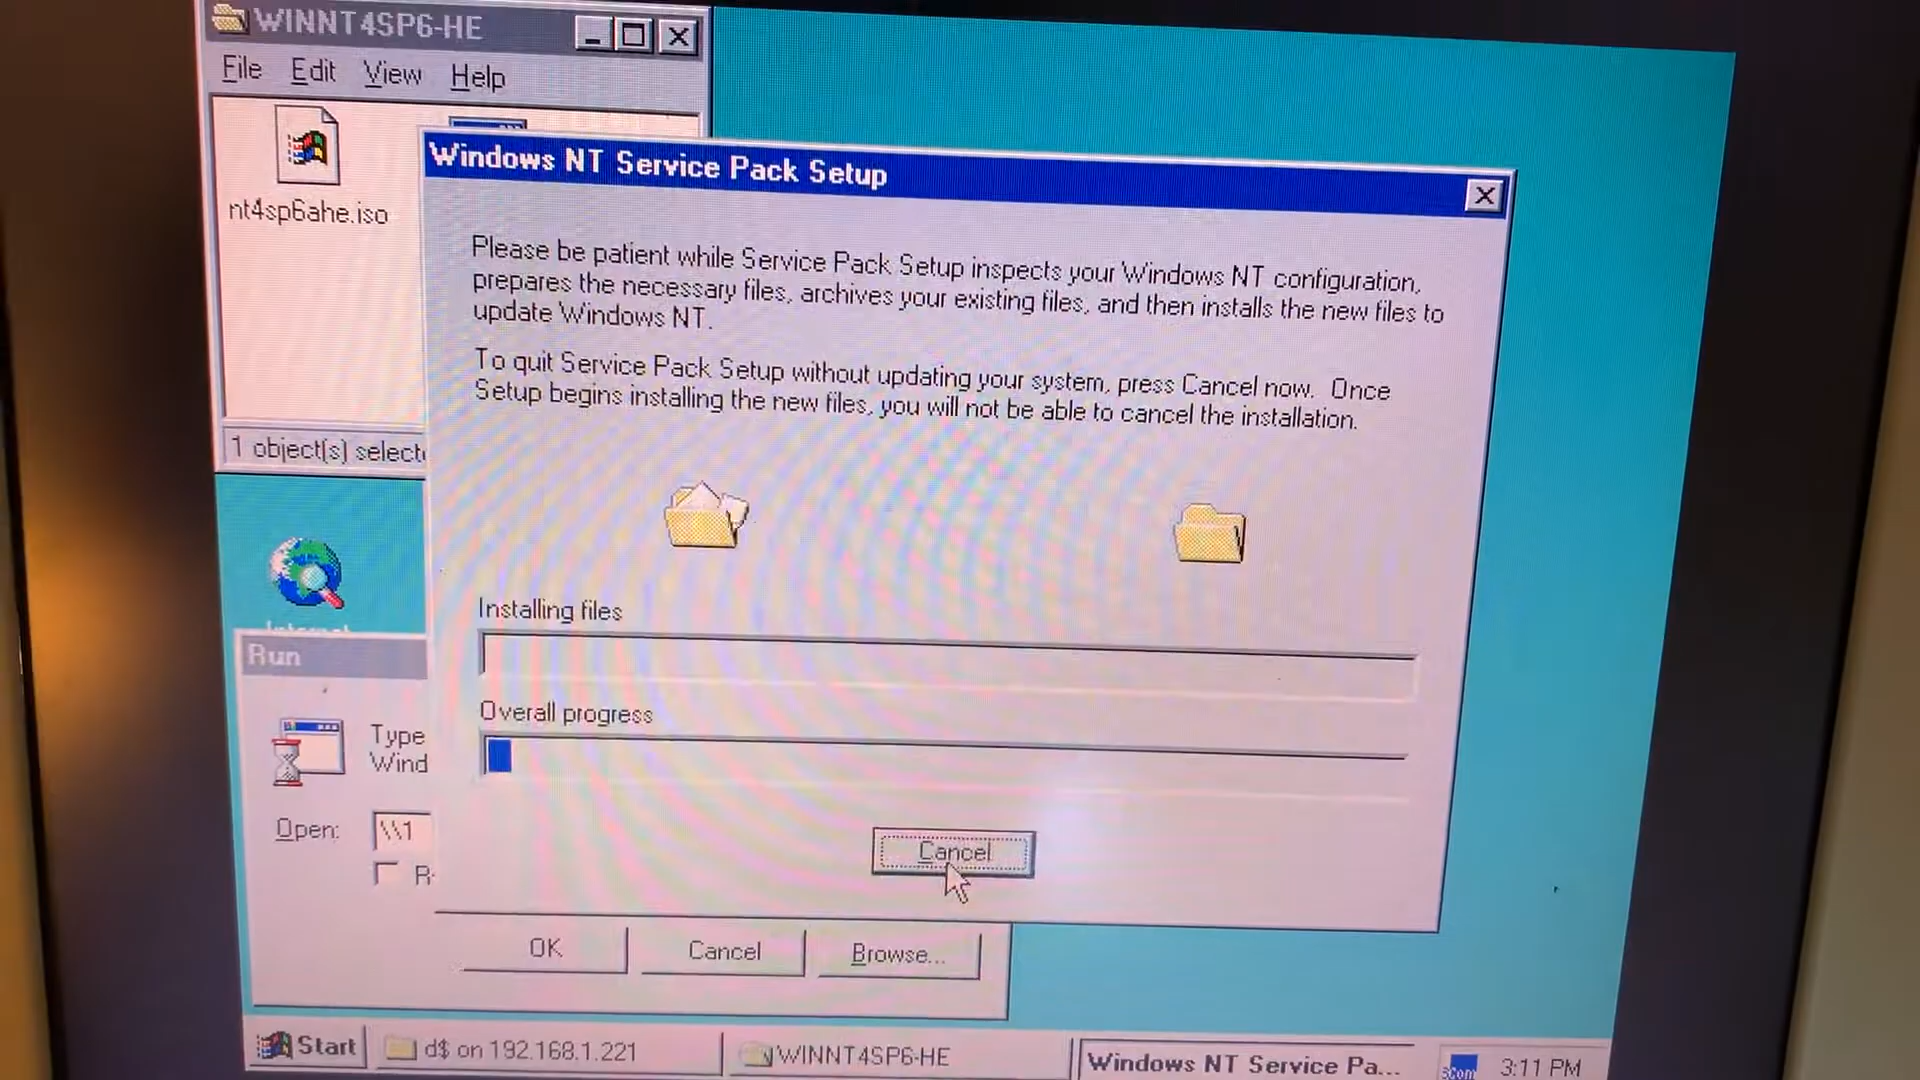 WINNT4SP6-HE
File Edit View Help
nt4sp6ahe.iso
1 object(s)
Windows NT Service Pack Setup
Please be patient while Service Pack Setup inspects your Windows NT configuration,
prepares the necessary files, archives your existing files, and then installs the new files to
update Windows NT.
To quit Service Pack Setup without updating your system, press Cancel now. Once
Setup begins installing the new files, you will not be able to cancel the installation.
Installing files
Overall progress
Cancel
Run
Type
Wind
Open:
\\1
R
OK Cancel Browse...
Start d$ on 192.168.1.221 WINNT4SP6-HE Windows NT Service Pa... 3Com 3:11 PM